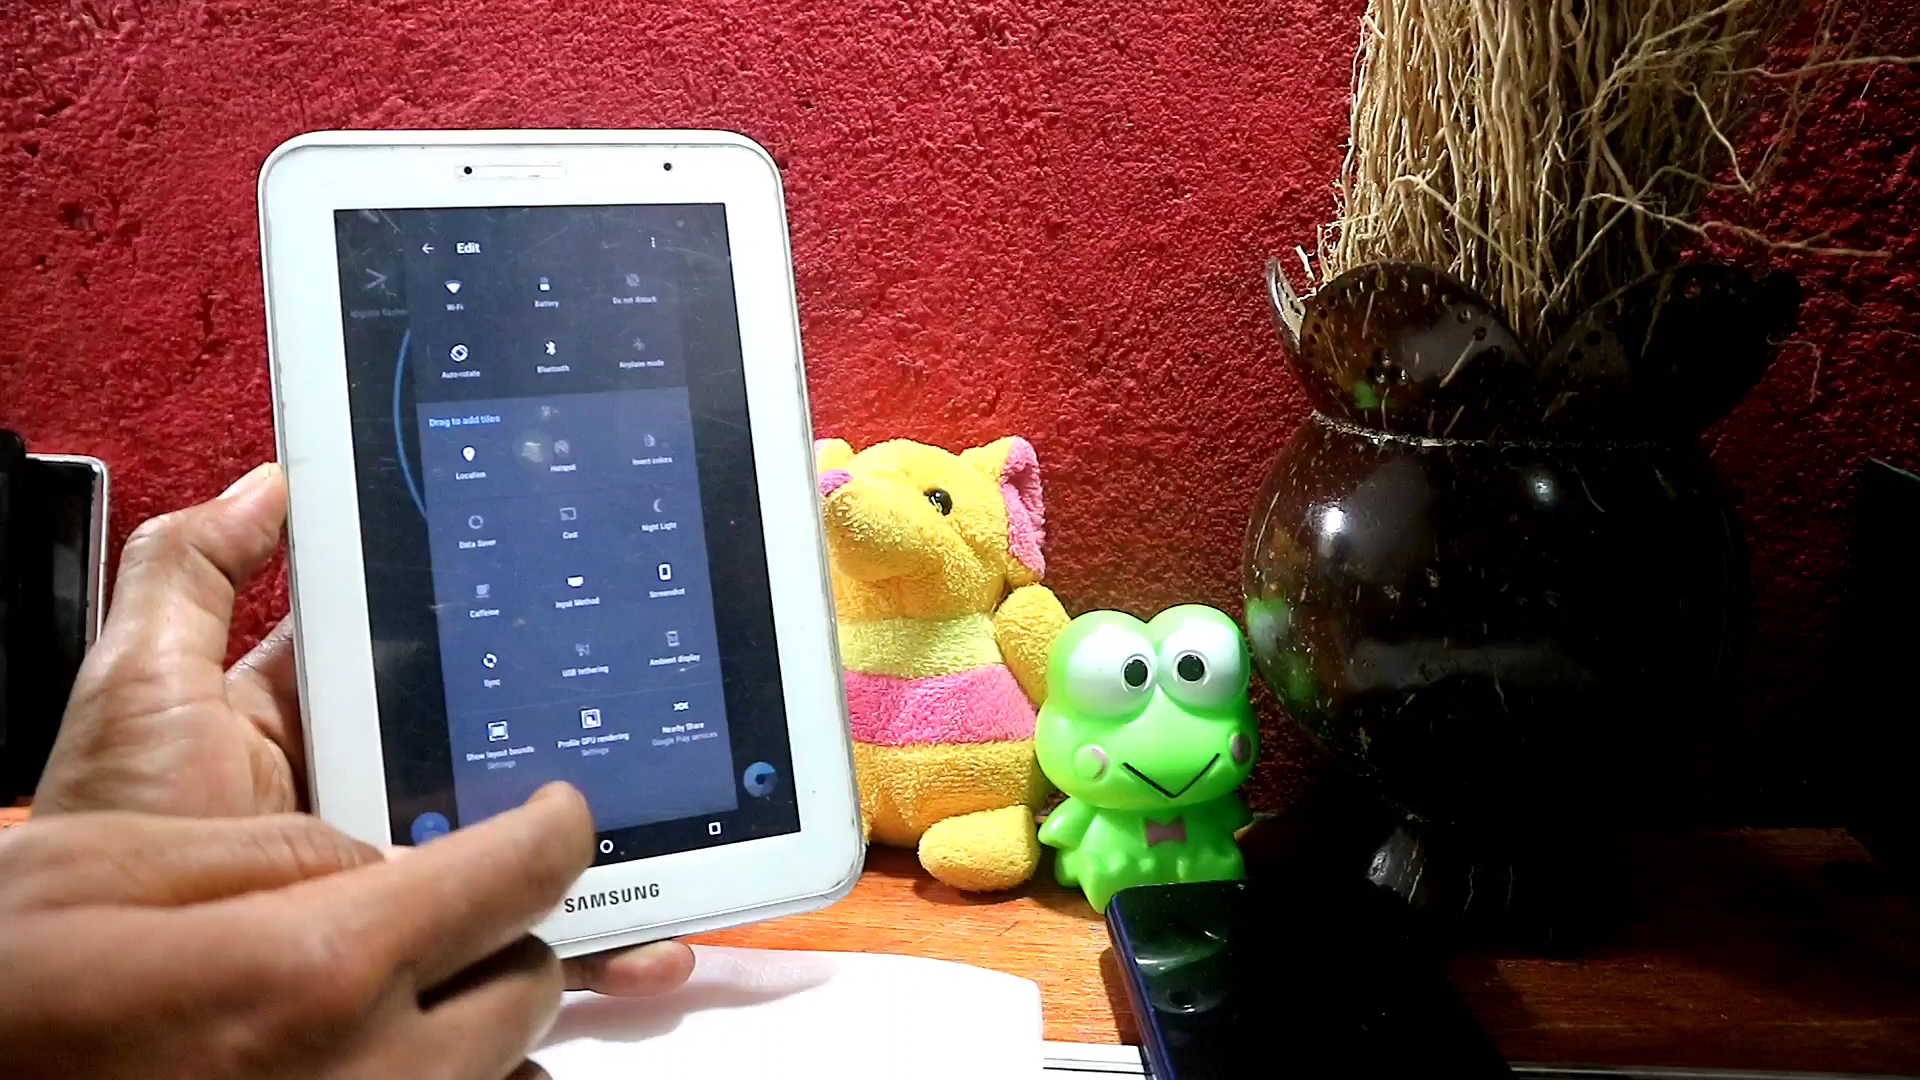 Edit
Wi-Fi
Battery
Do not disturb
Auto-rotate
Bluetooth
Airplane mode
Drag to add tiles
Location
Hotspot
Invert colors
Data Saver
Cast
Night Light
Caffeine
Input Method
Screenshot
Sync
USB tethering
Ambient display
Show layout bounds
Settings
Profile GPU rendering
Settings
Nearby Share
Google Play services
SAMSUNG